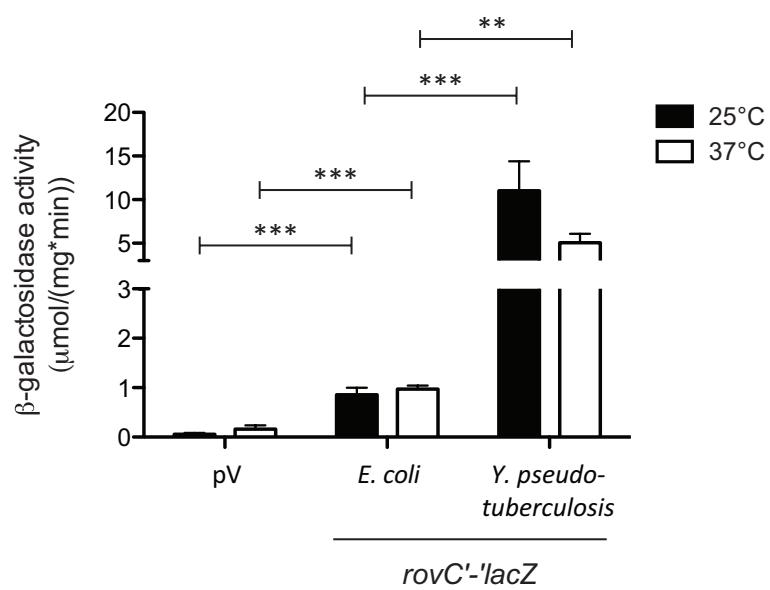 **
***
***
***
25°C
37°C
β-galactosidase activity
(μmol/(mg*min))
20
15
10
5
3
2
1
0
pV
E. coli
Y. pseudo-
tuberculosis
rovC'-'lacZ